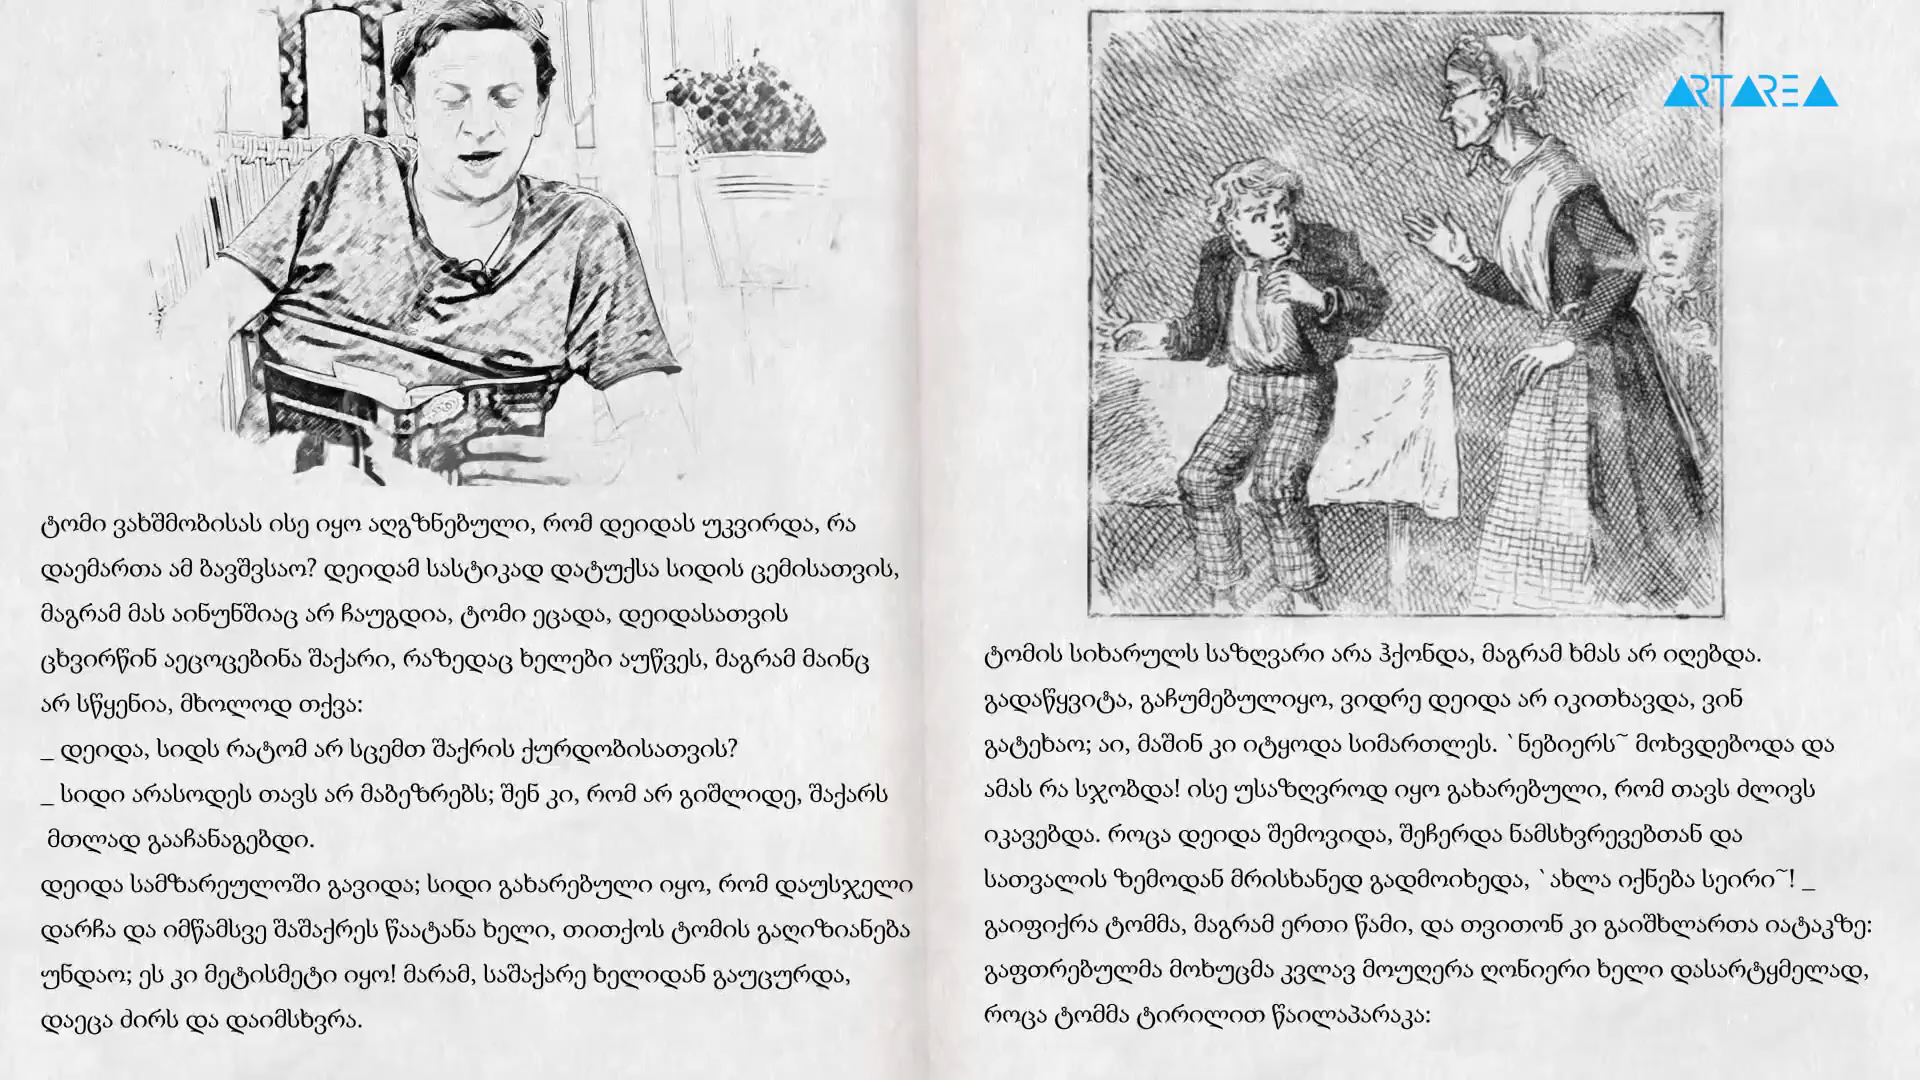 ARTAREA
ტომი ვახშმობისას ისე იყო აღგზნებული, რომ დეიდას უკვირდა, რა
დაემართა ამ ბავშვსაო? დეიდამ სასტიკად დატუქსა სიდის ცემისათვის,
მაგრამ მას აინუნშიაც არ ჩაუგდია, ტომი ეცადა, დეიდასათვის
ცხვირწინ აეცოცებინა შაქარი, რაზედაც ხელები აუწვეს, მაგრამ მაინც
არ სწყენია, მხოლოდ თქვა:
_ დეიდა, სიდს რატომ არ სცემთ შაქრის ქურდობისათვის?
_ სიდი არასოდეს თავს არ მაბეზრებს; შენ კი, რომ არ გიშლიდე, შაქარს
მთლად გააჩანაგებდი.
დეიდა სამზარეულოში გავიდა; სიდი გახარებული იყო, რომ დაუსჯელი
დარჩა და იმწამსვე შაშაქრეს წაატანა ხელი, თითქოს ტომის გაღიზიანება
უნდაო; ეს კი მეტისმეტი იყო! მარამ, საშაქარე ხელიდან გაუცურდა,
დაეცა ძირს და დაიმსხვრა.
ტომის სიხარულს საზღვარი არა ჰქონდა, მაგრამ ხმას არ იღებდა.
გადაწყვიტა, გაჩუმებულიყო, ვიდრე დეიდა არ იკითხავდა, ვინ
გატეხაო; აი, მაშინ კი იტყოდა სიმართლეს. `ნებიერს~ მოხვდებოდა და
ამას რა სჯობდა! ისე უსაზღვროდ იყო გახარებული, რომ თავს ძლივს
იკავებდა. როცა დეიდა შემოვიდა, შეჩერდა ნამსხვრევებთან და
სათვალის ზემოდან მრისხანედ გადმოიხედა, `ახლა იქნება სეირი~! _
გაიფიქრა ტომმა, მაგრამ ერთი წამი, და თვითონ კი გაიშხლართა იატაკზე:
გაფთრებულმა მოხუცმა კვლავ მოუღერა ღონიერი ხელი დასარტყმელად,
როცა ტომმა ტირილით წაილაპარაკა: